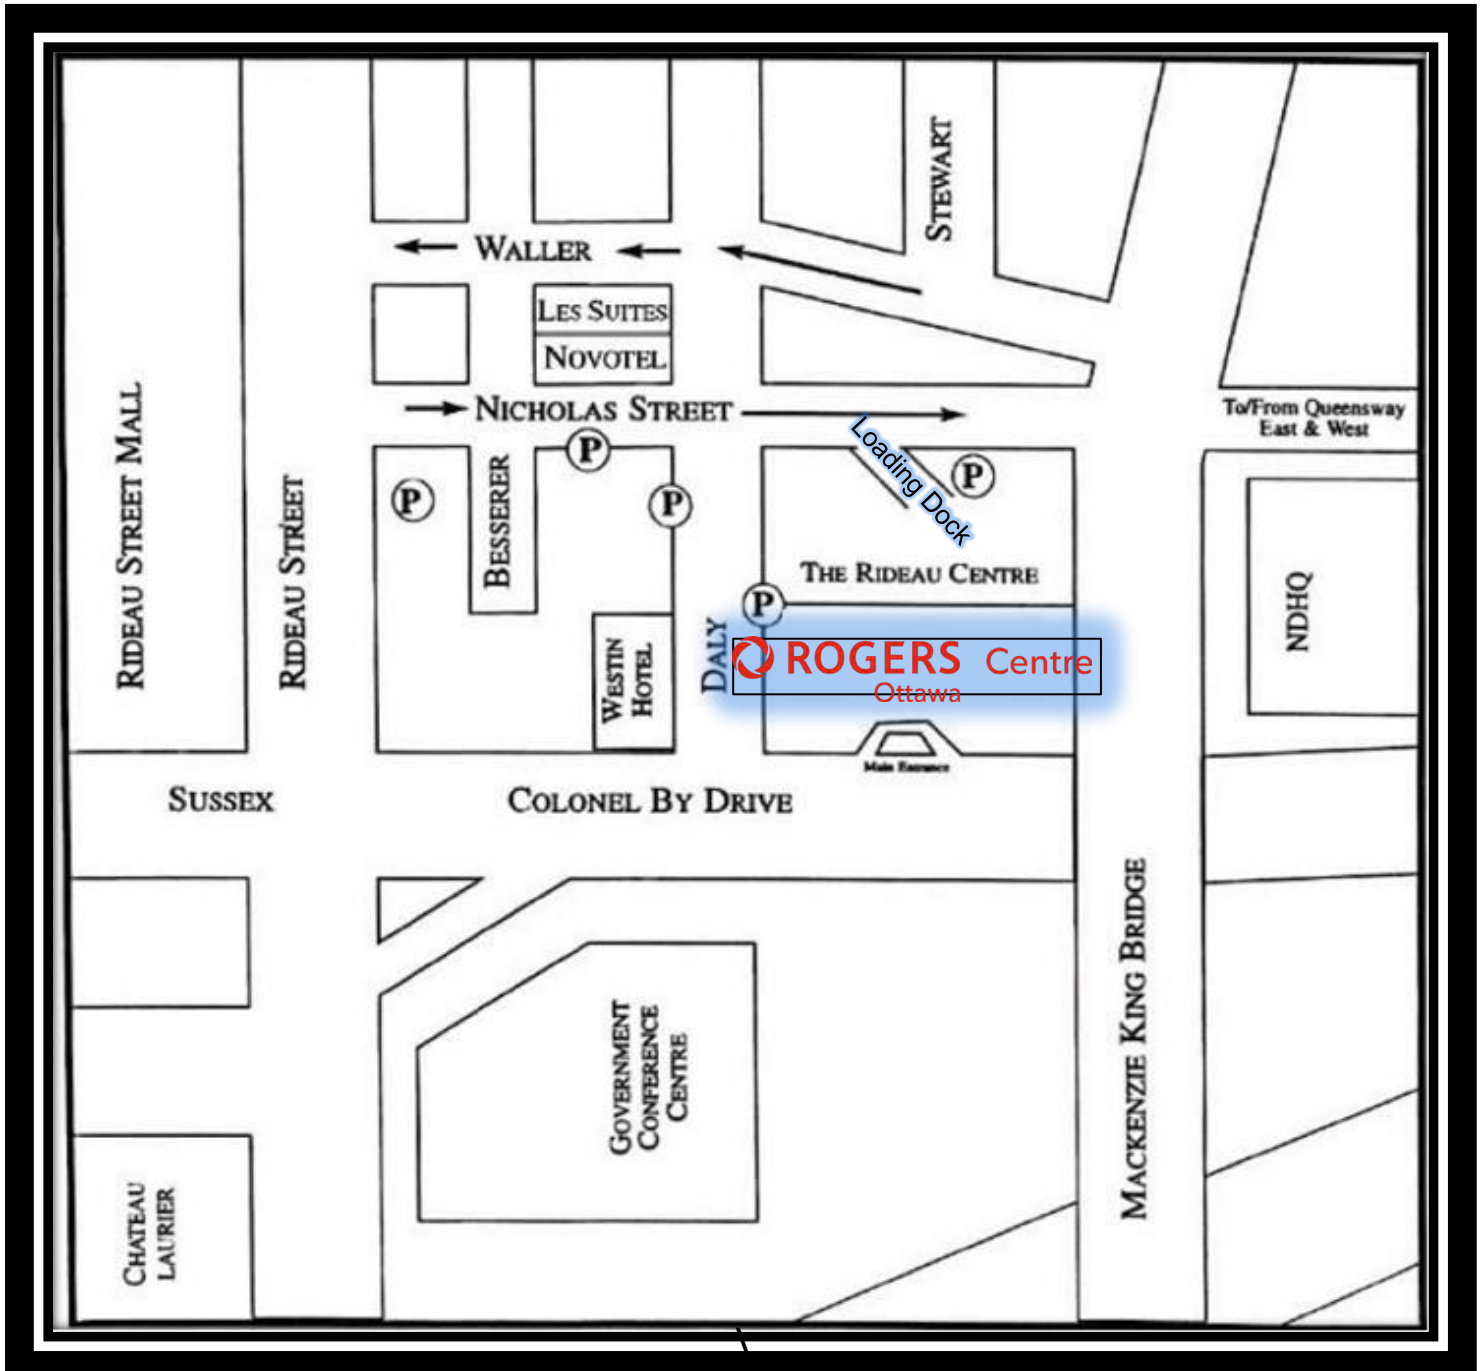 STEWART
WALLER
LES SUITES
NOVOTEL
NICHOLAS STREET
To/From Queensway
East & West
RIDEAU STREET MALL
RIDEAU STREET
P
P
BESSERER
P
Loading Dock
P
THE RIDEAU CENTRE
P
NDHQ
WESTIN
HOTEL
DALY
ROGERS Centre
Ottawa
Main Entrance
SUSSEX
COLONEL BY DRIVE
MACKENZIE KING BRIDGE
GOVERNMENT
CONFERENCE
CENTRE
CHATEAU
LAURIER